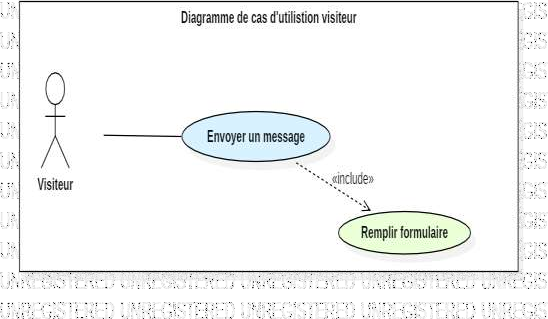 Diagramme de cas d'utilistion visiteur
Envoyer un message
Visiteur
«include»
Remplir formulaire
UNREGISTERED UNREGISTERED UNREGISTERED UNREGISTERED UNREGIS
UNREGISTERED UNREGISTERED UNREGISTERED UNREGISTERED UNREGIS